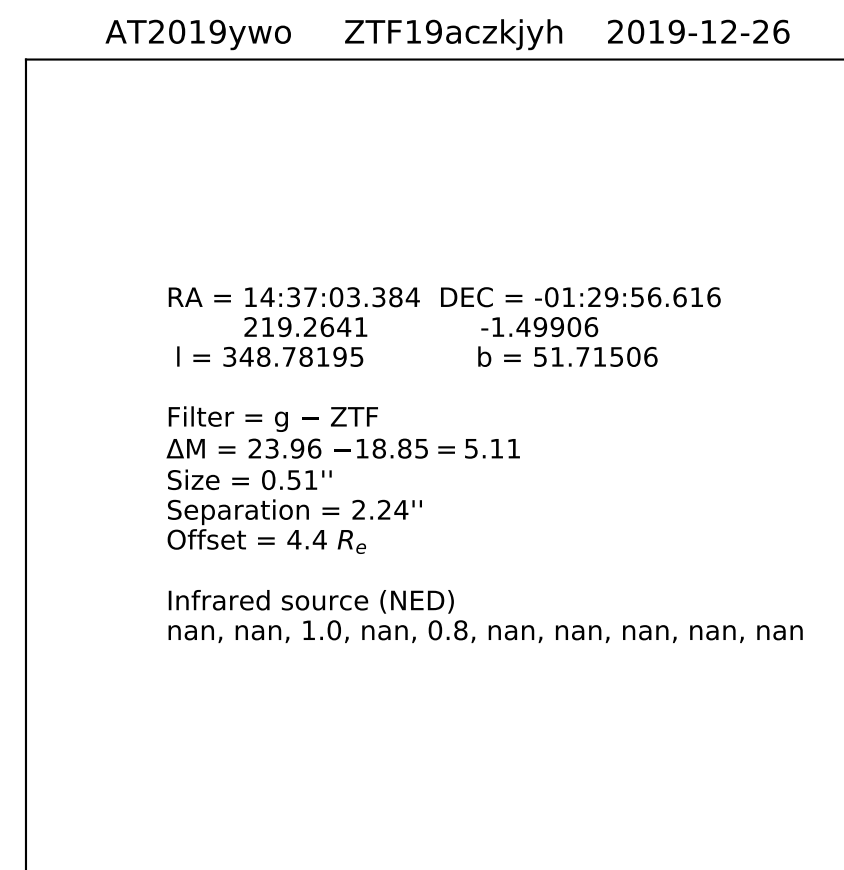 AT2019ywo ZTF19aczkjyh 2019-12-26
RA = 14:37:03.384 DEC = -01:29:56.616
219.2641 -1.49906
l = 348.78195 b = 51.71506
Filter = g − ZTF
ΔM = 23.96 −18.85 = 5.11
Size = 0.51''
Separation = 2.24''
Offset = 4.4 Rₑ
Infrared source (NED)
nan, nan, 1.0, nan, 0.8, nan, nan, nan, nan, nan